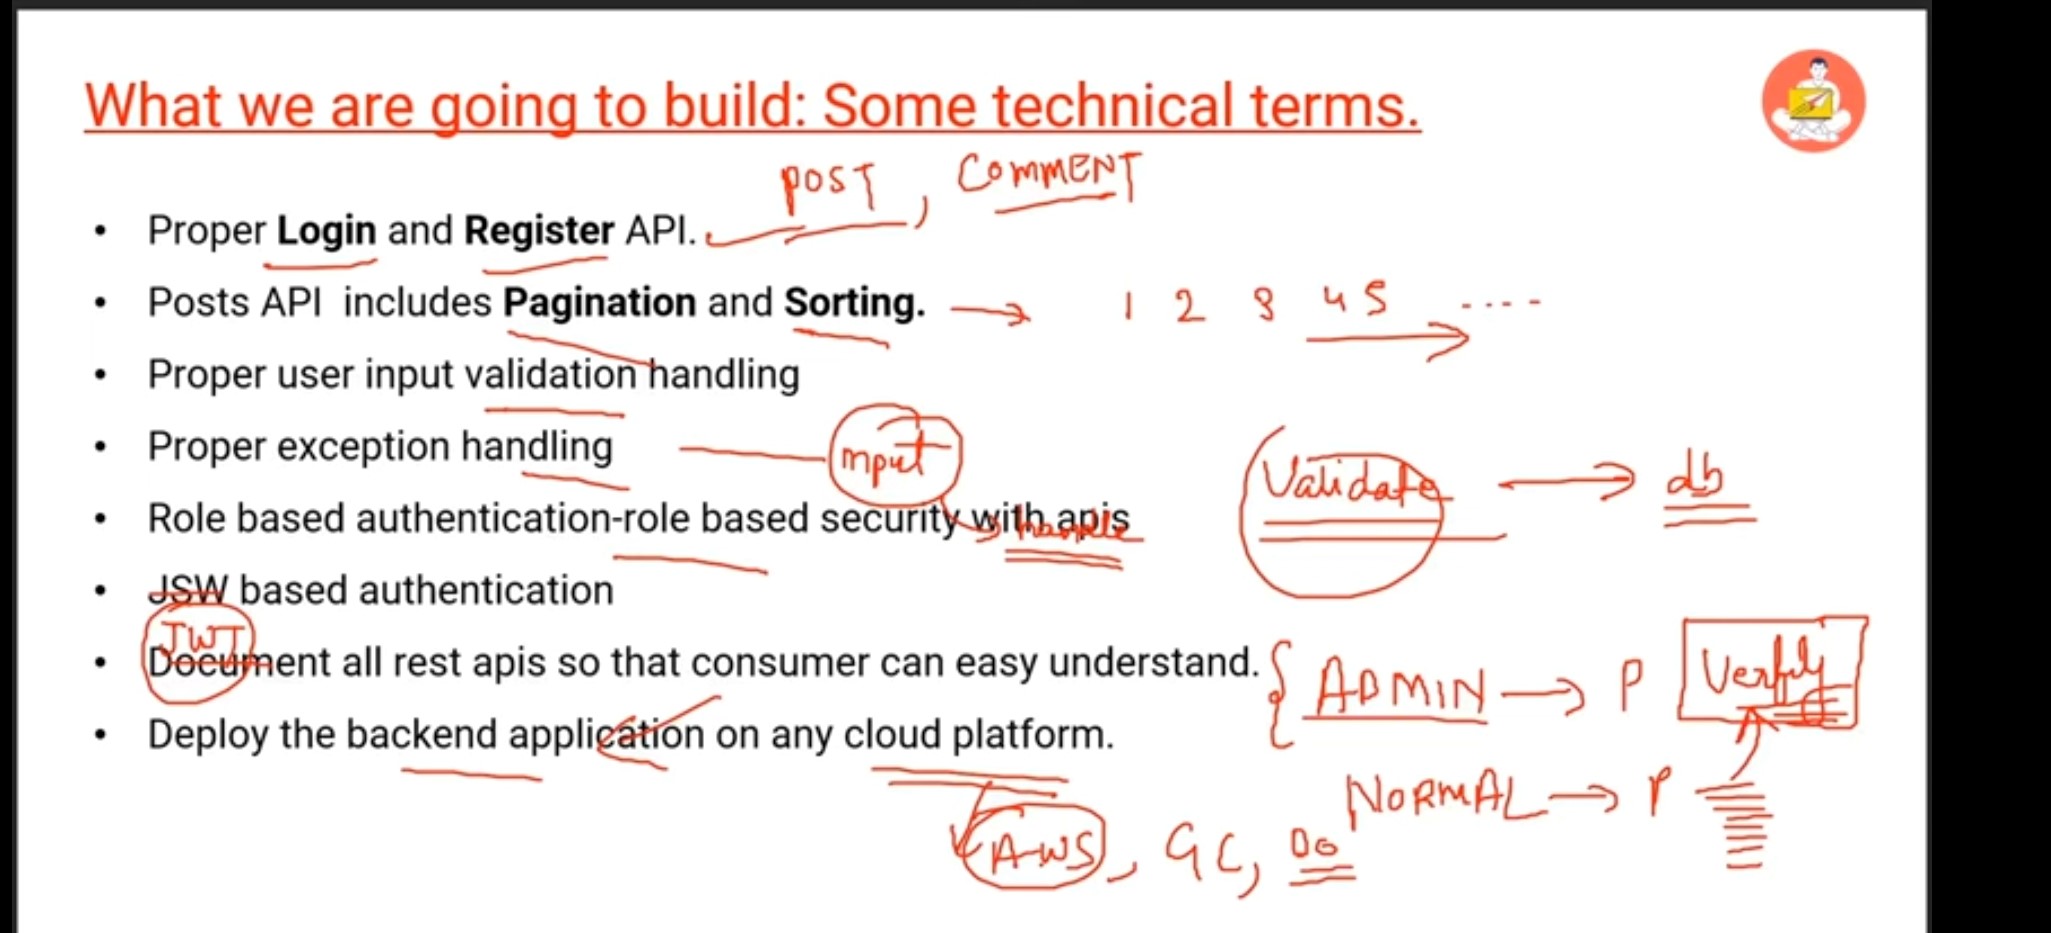 What we are going to build: Some technical terms.
POST, COMMENT
• Proper Login and Register API.
• Posts API includes Pagination and Sorting. → 1 2 3 4 5 ----
• Proper user input validation handling
• Proper exception handling
input
Validate → db
• Role based authentication-role based security with apis
handle
• JSW based authentication
JWT
• Document all rest apis so that consumer can easy understand.
{ ADMIN → P
• Deploy the backend application on any cloud platform.
NORMAL → P
AWS, GC, DO